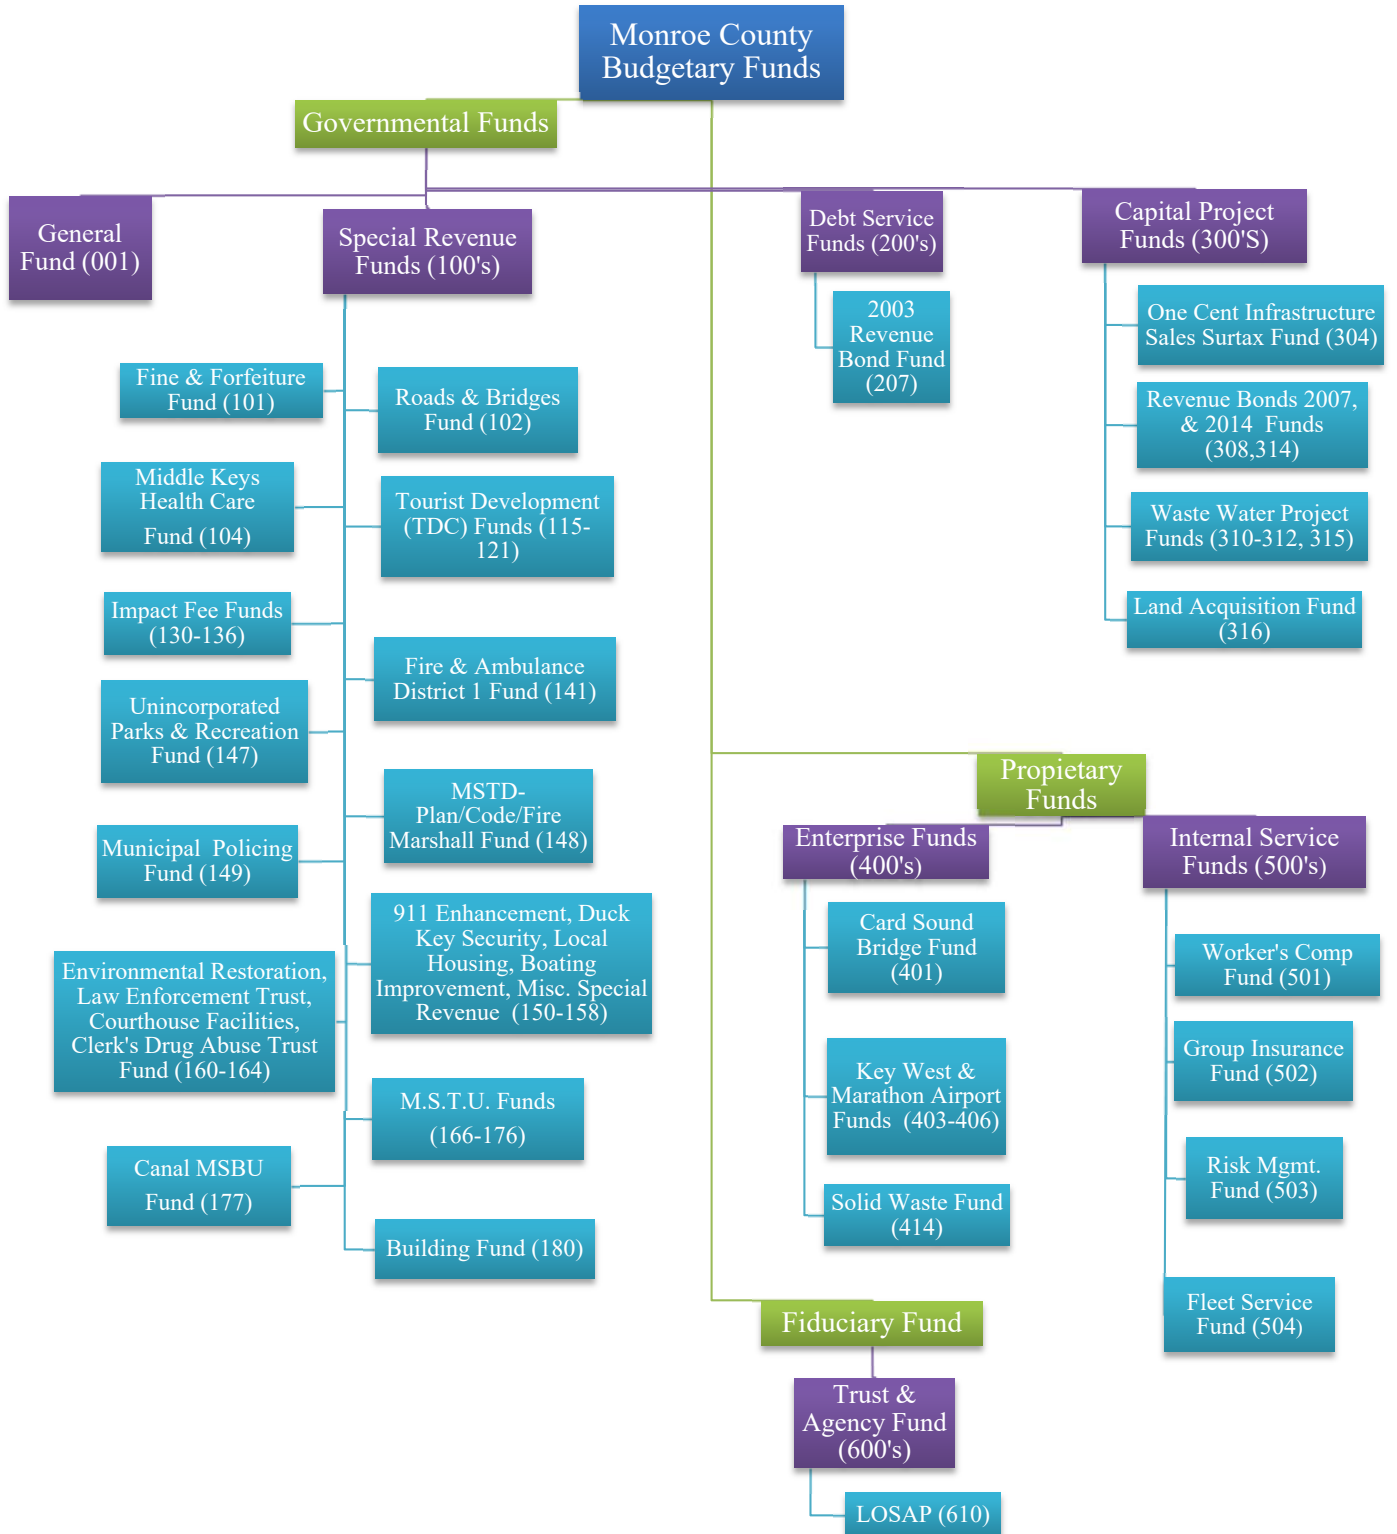 Monroe County
Budgetary Funds
Governmental Funds
General
Fund (001)
Special Revenue
Funds (100's)
Debt Service
Funds (200's)
Capital Project
Funds (300'S)
2003
Revenue
Bond Fund
(207)
One Cent Infrastructure
Sales Surtax Fund (304)
Revenue Bonds 2007,
& 2014 Funds
(308,314)
Waste Water Project
Funds (310-312, 315)
Land Acquisition Fund
(316)
Fine & Forfeiture
Fund (101)
Roads & Bridges
Fund (102)
Middle Keys
Health Care
Fund (104)
Tourist Development
(TDC) Funds (115-
121)
Impact Fee Funds
(130-136)
Fire & Ambulance
District 1 Fund (141)
Unincorporated
Parks & Recreation
Fund (147)
MSTD-
Plan/Code/Fire
Marshall Fund (148)
Municipal Policing
Fund (149)
911 Enhancement, Duck
Key Security, Local
Housing, Boating
Improvement, Misc. Special
Revenue (150-158)
Environmental Restoration,
Law Enforcement Trust,
Courthouse Facilities,
Clerk's Drug Abuse Trust
Fund (160-164)
M.S.T.U. Funds
(166-176)
Canal MSBU
Fund (177)
Building Fund (180)
Propietary
Funds
Enterprise Funds
(400's)
Internal Service
Funds (500's)
Card Sound
Bridge Fund
(401)
Key West &
Marathon Airport
Funds (403-406)
Solid Waste Fund
(414)
Worker's Comp
Fund (501)
Group Insurance
Fund (502)
Risk Mgmt.
Fund (503)
Fleet Service
Fund (504)
Fiduciary Fund
Trust &
Agency Fund
(600's)
LOSAP (610)